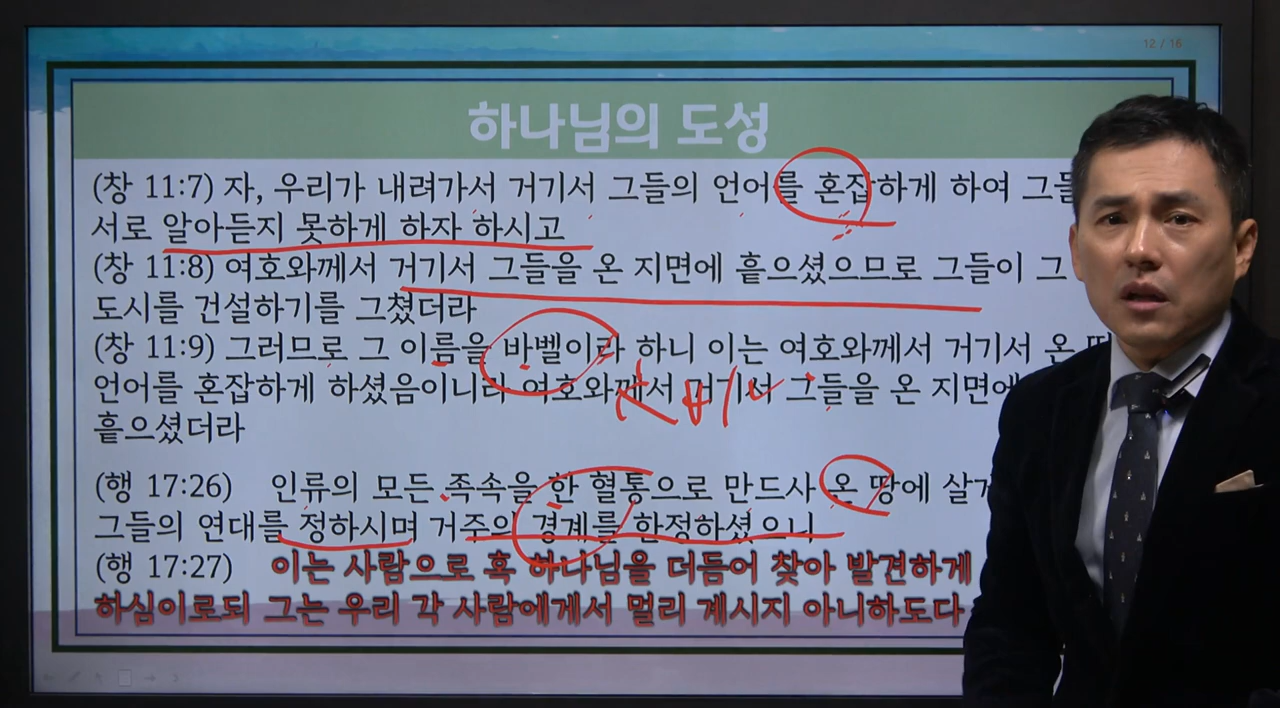 12 / 16
하나님의 도성
(창 11:7) 자, 우리가 내려가서 거기서 그들의 언어를 혼잡하게 하여
서로 알아듣지 못하게 하자 하시고
(창 11:8) 여호와께서 거기서 그들을 온 지면에 흩으셨으므로 그들이 그
도시를 건설하기를 그쳤더라
(창 11:9) 그러므로 그 이름을 바벨이라 하니 이는 여호와께서 거기서 온
언어를 혼잡하게 하셨음이니라 여호와께서 거기서 그들을 온 지면에
흩으셨더라
(행 17:26) 인류의 모든 족속을 한 혈통으로 만드사 온 땅에
그들의 연대를 정하시며 거주의 경계를 한정하셨으니
(행 17:27) 이는 사람으로 혹 하나님을 더듬어 찾아 발견하게
하심이로되 그는 우리 각 사람에게서 멀리 계시지 아니하도다